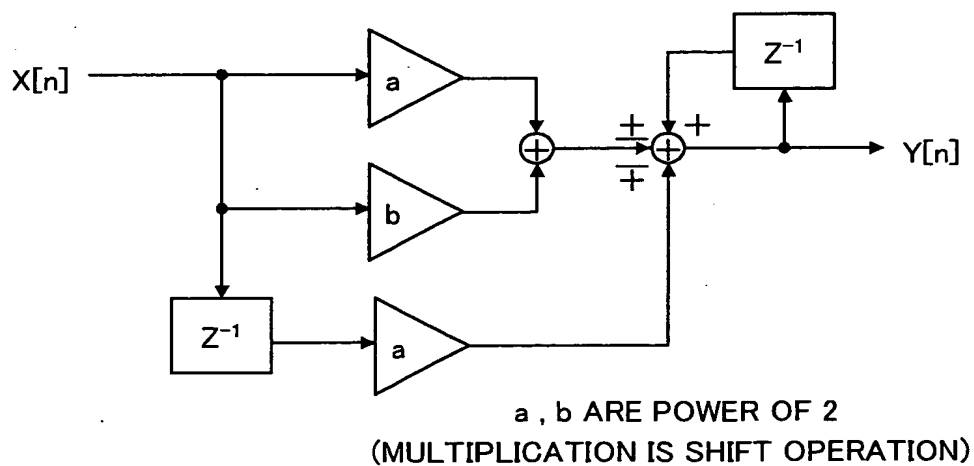 X[n]
a
Z⁻¹
+
±
+
∓
+
Y[n]
b
Z⁻¹
a
a , b ARE POWER OF 2
(MULTIPLICATION IS SHIFT OPERATION)